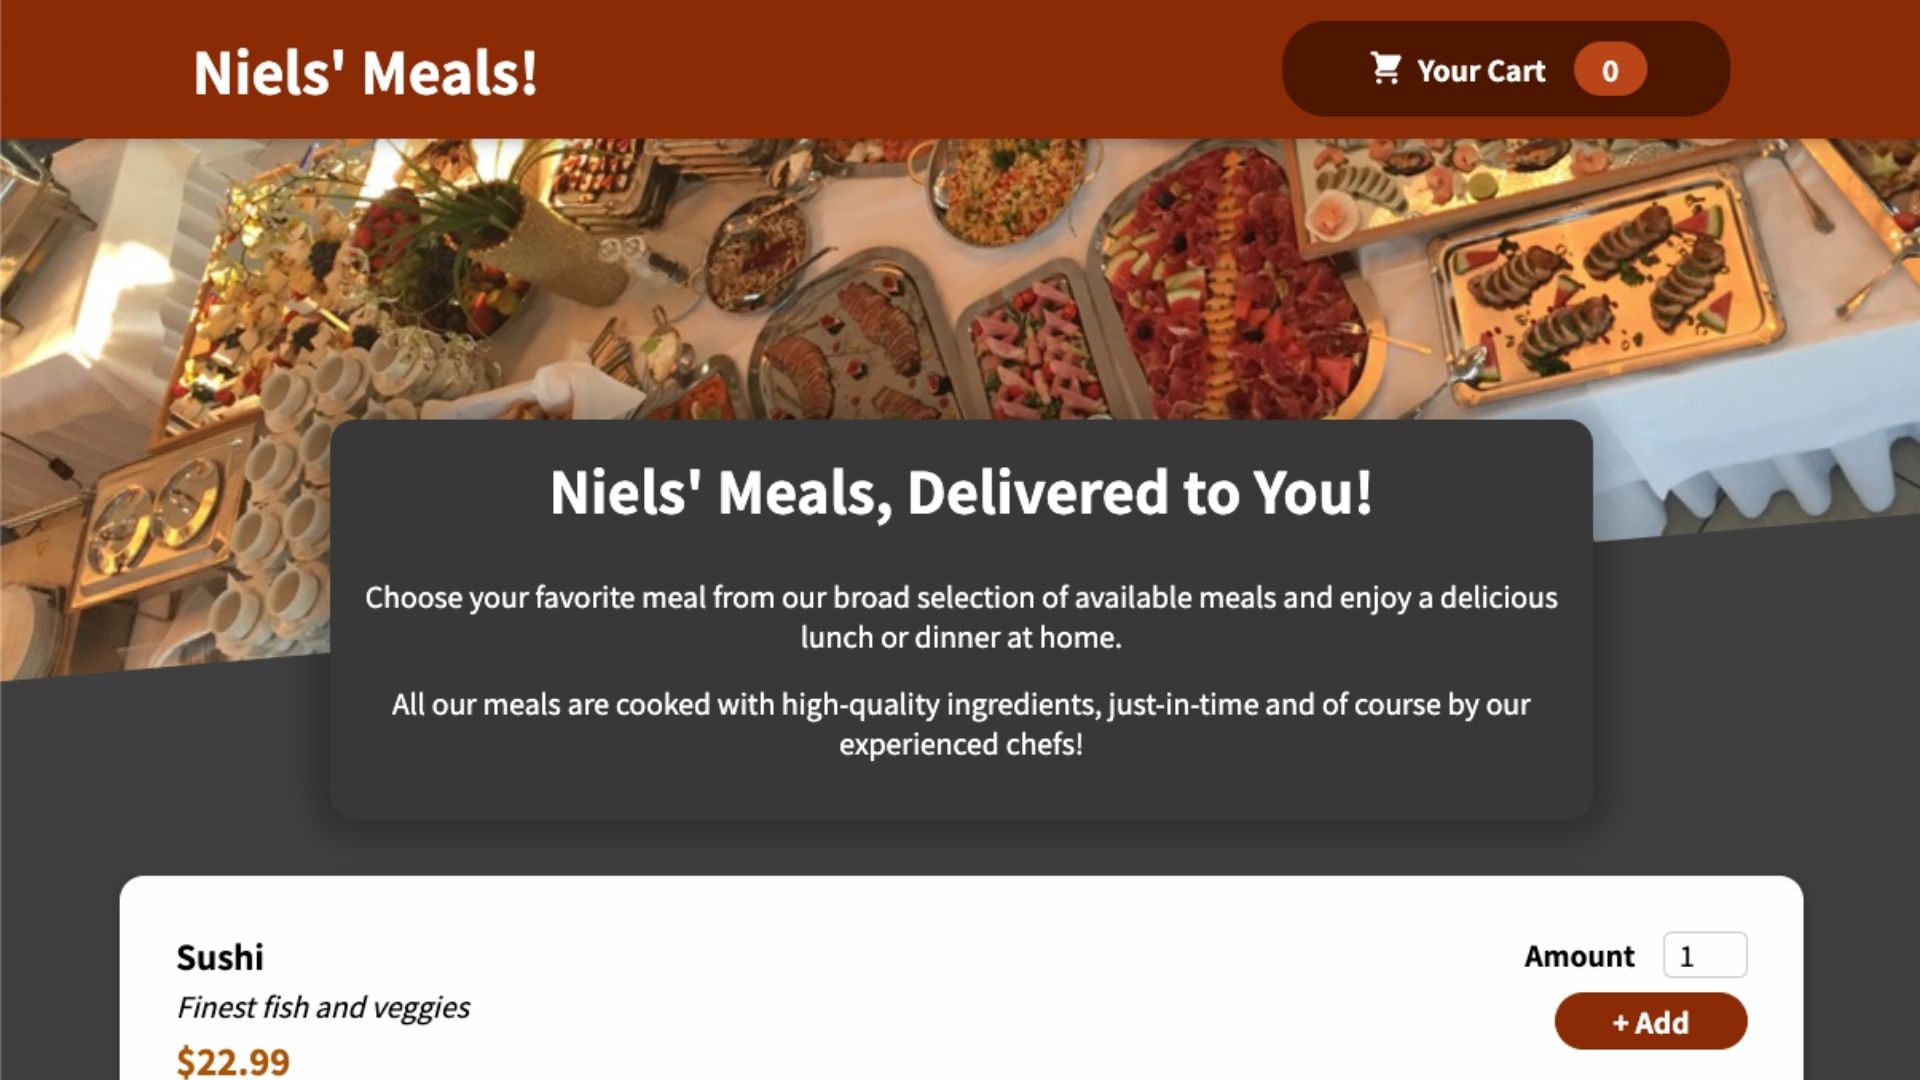 Niels' Meals!
Your Cart 0
Niels' Meals, Delivered to You!
Choose your favorite meal from our broad selection of available meals and enjoy a delicious
lunch or dinner at home.
All our meals are cooked with high-quality ingredients, just-in-time and of course by our
experienced chefs!
Sushi
Finest fish and veggies
$22.99
Amount 1
+ Add